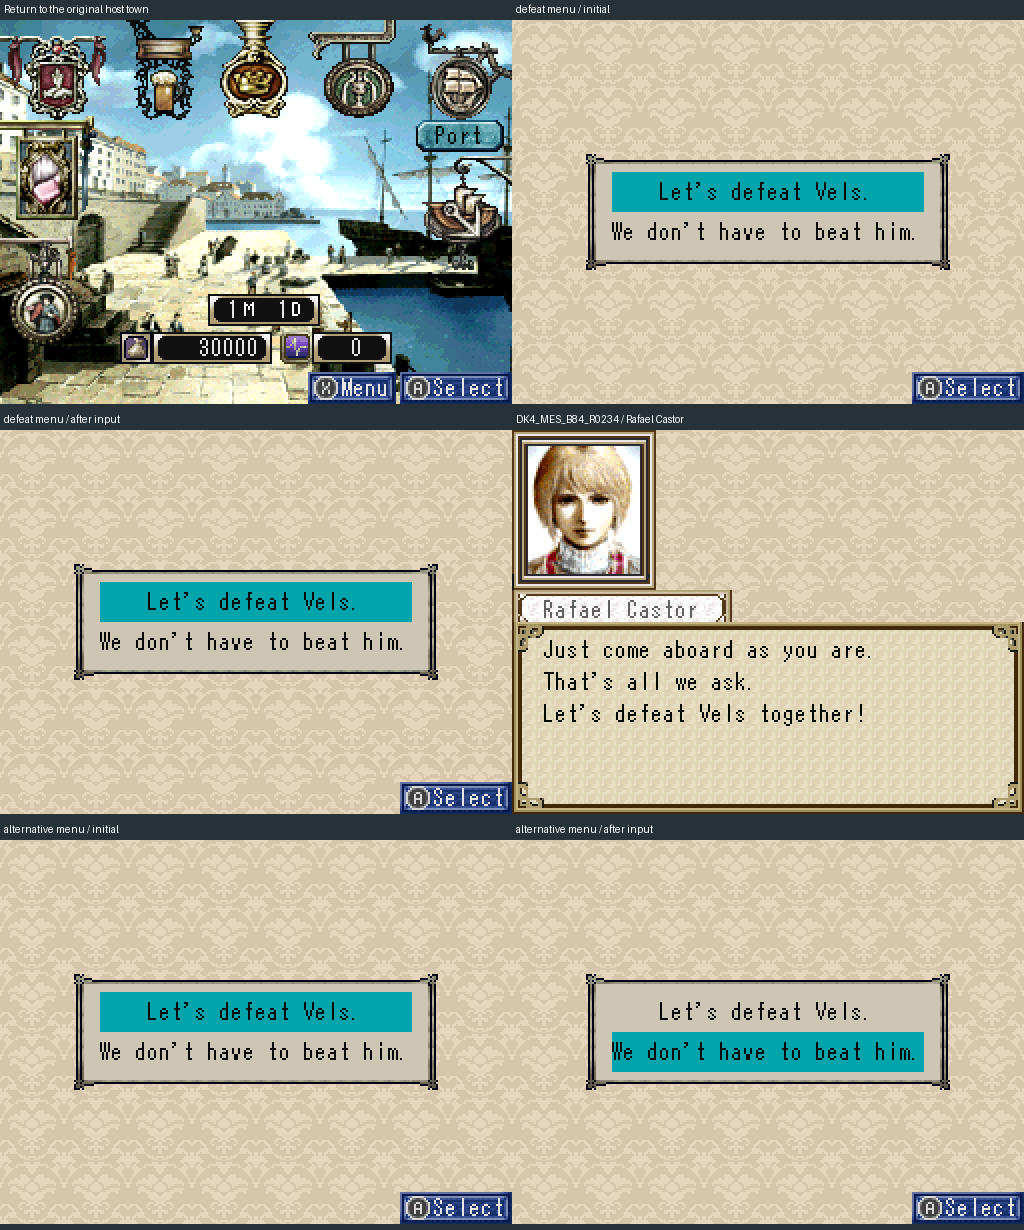 Return to the original host town
Port
1M 1D
30000
0
X Menu
A Select
defeat menu / initial
Let's defeat Vels.
We don't have to beat him.
A Select
defeat menu / after input
Let's defeat Vels.
We don't have to beat him.
A Select
DK4_MES_B84_R0234 / Rafael Castor
Rafael Castor
Just come aboard as you are.
That's all we ask.
Let's defeat Vels together!
alternative menu / initial
Let's defeat Vels.
We don't have to beat him.
A Select
alternative menu / after input
Let's defeat Vels.
We don't have to beat him.
A Select